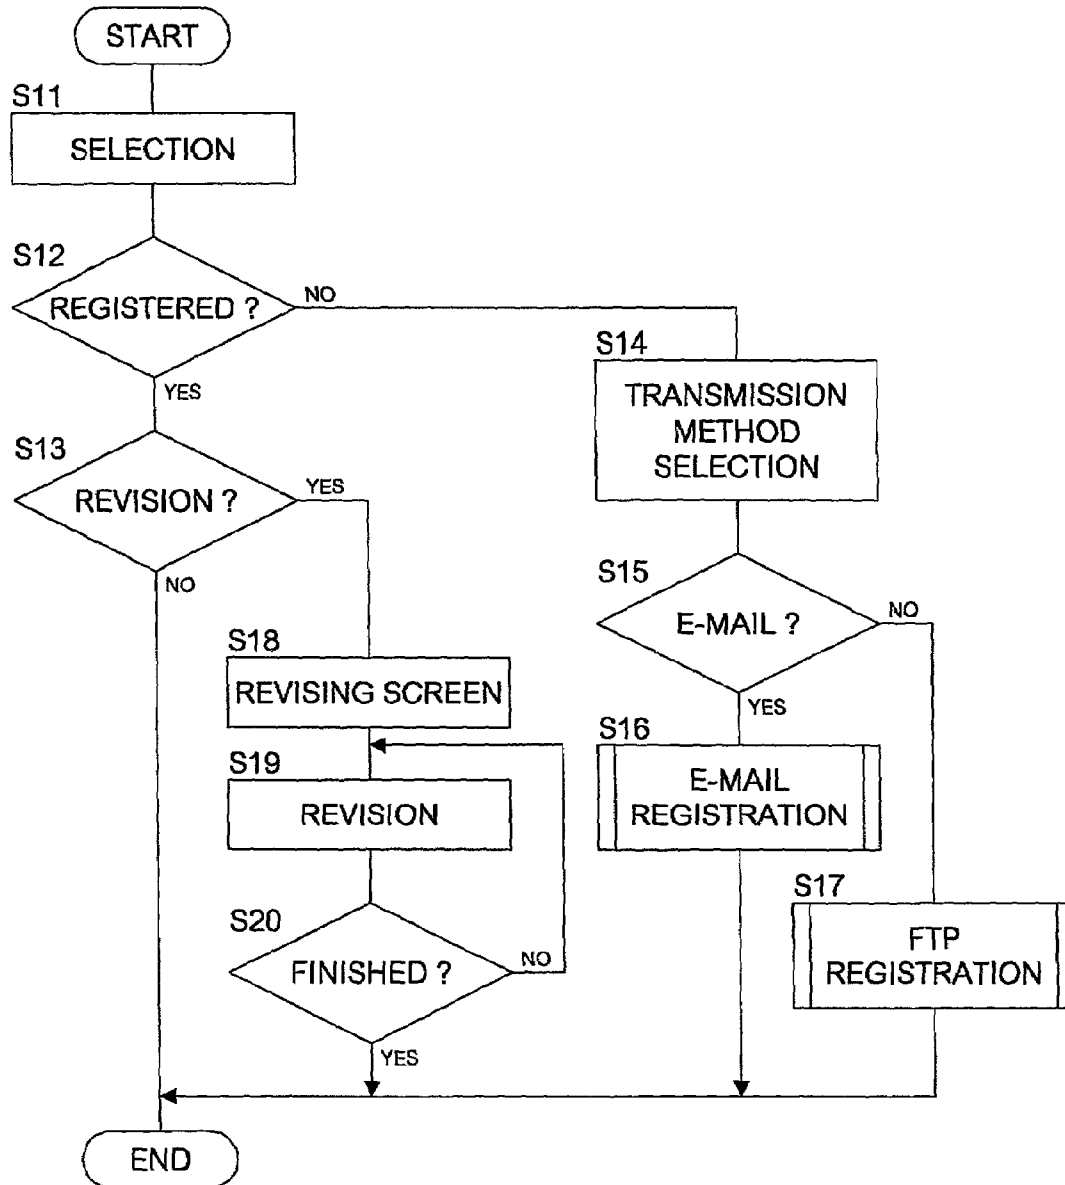 START
S11
SELECTION
S12
REGISTERED ?
NO
YES
S13
REVISION ?
YES
NO
S14
TRANSMISSION
METHOD
SELECTION
S15
E-MAIL ?
NO
YES
S16
E-MAIL
REGISTRATION
S17
FTP
REGISTRATION
S18
REVISING SCREEN
S19
REVISION
S20
FINISHED ?
NO
YES
END